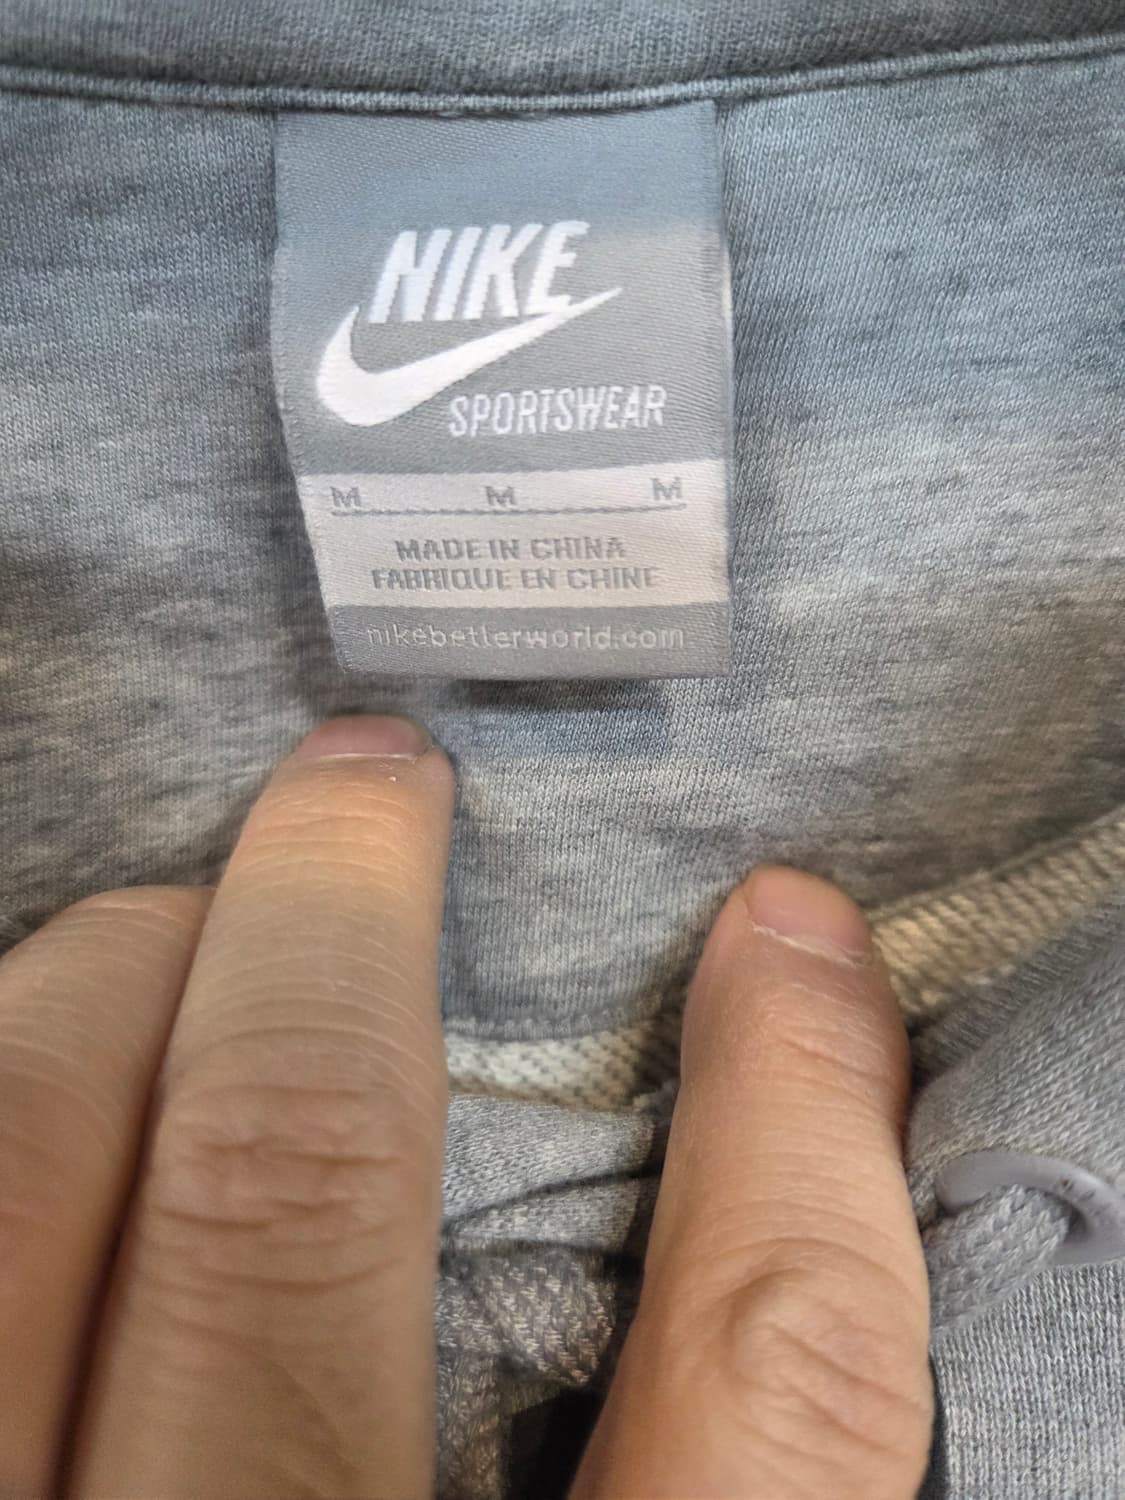 NIKE
SPORTSWEAR
M M M
MADE IN CHINA
FABRIQUE EN CHINE
nikebetterworld.com